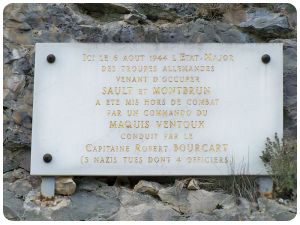 ICI LE 6 AOUT 1944 L'ETAT-MAJOR
DES TROUPES ALLEMANDES
VENANT D'OCCUPER
SAULT ET MONTBRUN
A ETE MIS HORS DE COMBAT
PAR UN COMMANDO DU
MAQUIS VENTOUX
CONDUIT PAR LE
CAPITAINE ROBERT BOURCART
(5 NAZIS TUES DONT 4 OFFICIERS)